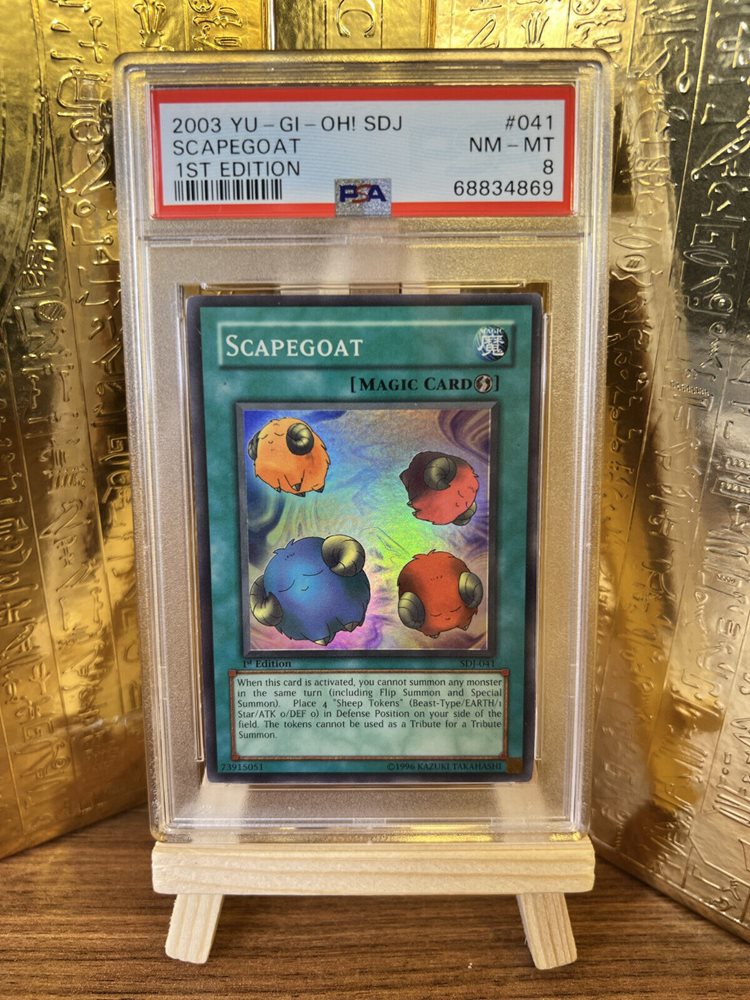 2003 YU-GI-OH! SDJ #041
SCAPEGOAT NM-MT
1ST EDITION 8
PSA 68834869
SCAPEGOAT
MAGIC
魔
[MAGIC CARD]
1st Edition SDJ-041
When this card is activated, you cannot summon any monster
in the same turn (including Flip Summon and Special
Summon). Place 4 "Sheep Tokens" (Beast-Type/EARTH/1
Star/ATK 0/DEF 0) in Defense Position on your side of the
field. The tokens cannot be used as a Tribute for a Tribute
Summon.
73915051 ©1996 KAZUKI TAKAHASHI